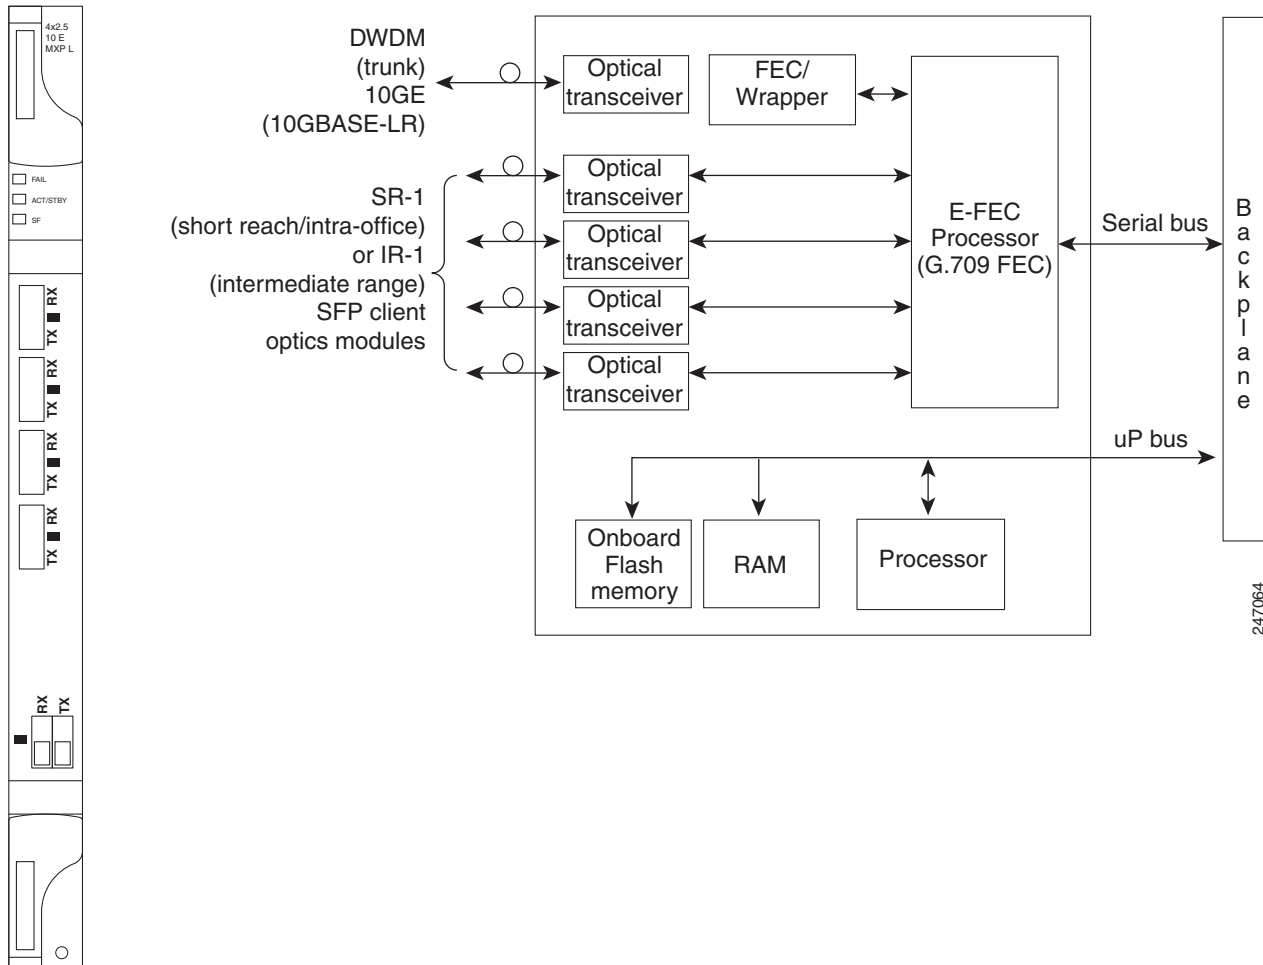 4x2.5
10 E
MXP L
FAIL
ACT/STBY
SF
RX
TX
RX
TX
RX
TX
RX
TX
RX
TX
DWDM
(trunk)
10GE
(10GBASE-LR)
SR-1
(short reach/intra-office)
or IR-1
(intermediate range)
SFP client
optics modules
Optical
transceiver
FEC/
Wrapper
Optical
transceiver
Optical
transceiver
Optical
transceiver
Optical
transceiver
E-FEC
Processor
(G.709 FEC)
Serial bus
uP bus
Onboard
Flash
memory
RAM
Processor
Backplane
247064